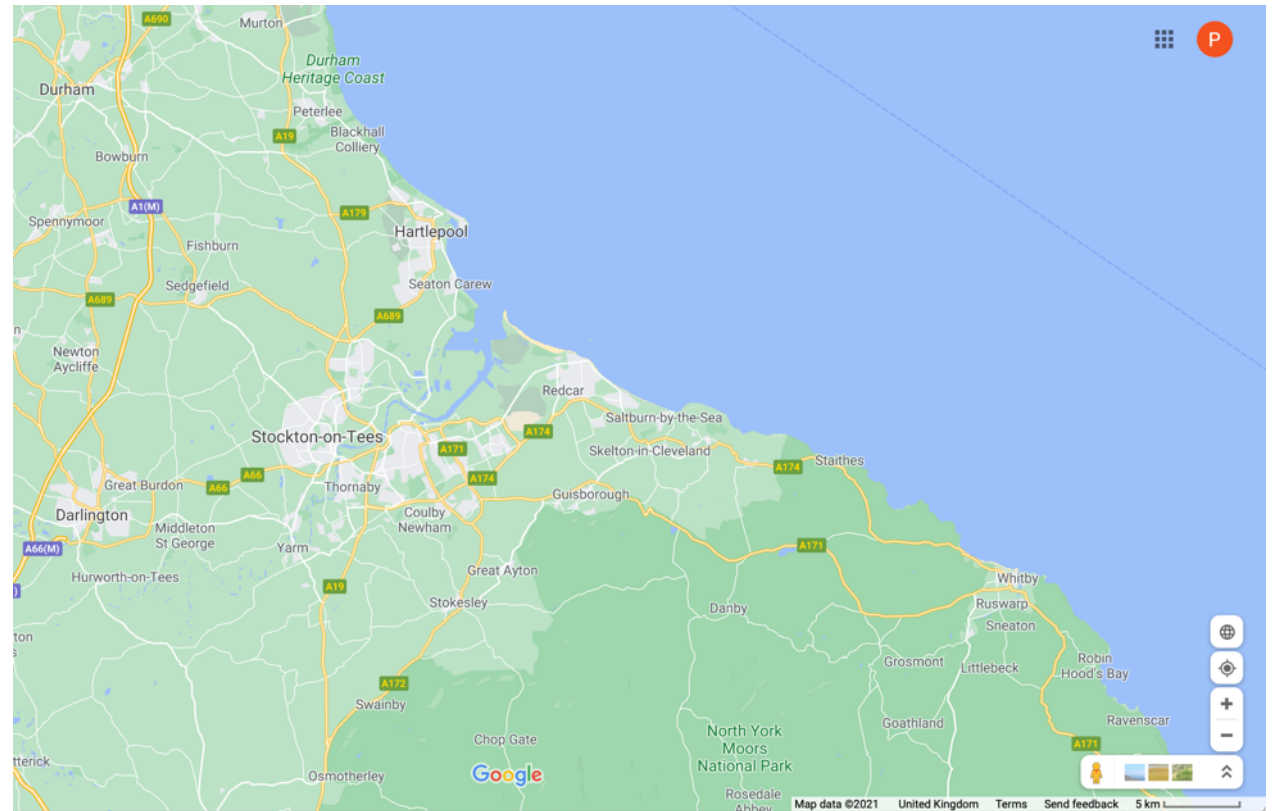 A690
Murton
Durham
Heritage Coast
P
Durham
Peterlee
A19
Blackhall
Colliery
Bowburn
A1(M)
A179
Spennymoor
Hartlepool
Fishburn
Sedgefield
Seaton Carew
A689
A689
Newton
Aycliffe
Redcar
Saltburn-by-the-Sea
Stockton-on-Tees
A174
A171
Skelton-in-Cleveland
Staithes
A174
A66
A174
Great Burdon
A66
Thornaby
Guisborough
Darlington
Coulby
Newham
Middleton
St George
A66(M)
Yarm
A171
Hurworth-on-Tees
Great Ayton
Whitby
A19
Stokesley
Danby
Ruswarp
Sneaton
Grosmont
Littlebeck
Robin
Hood's Bay
A172
Swainby
Goathland
Ravenscar
North York
Moors
National Park
Chop Gate
A171
Osmotherley
Google
Rosedale
Abbey
Map data ©2021 United Kingdom Terms Send feedback 5 km